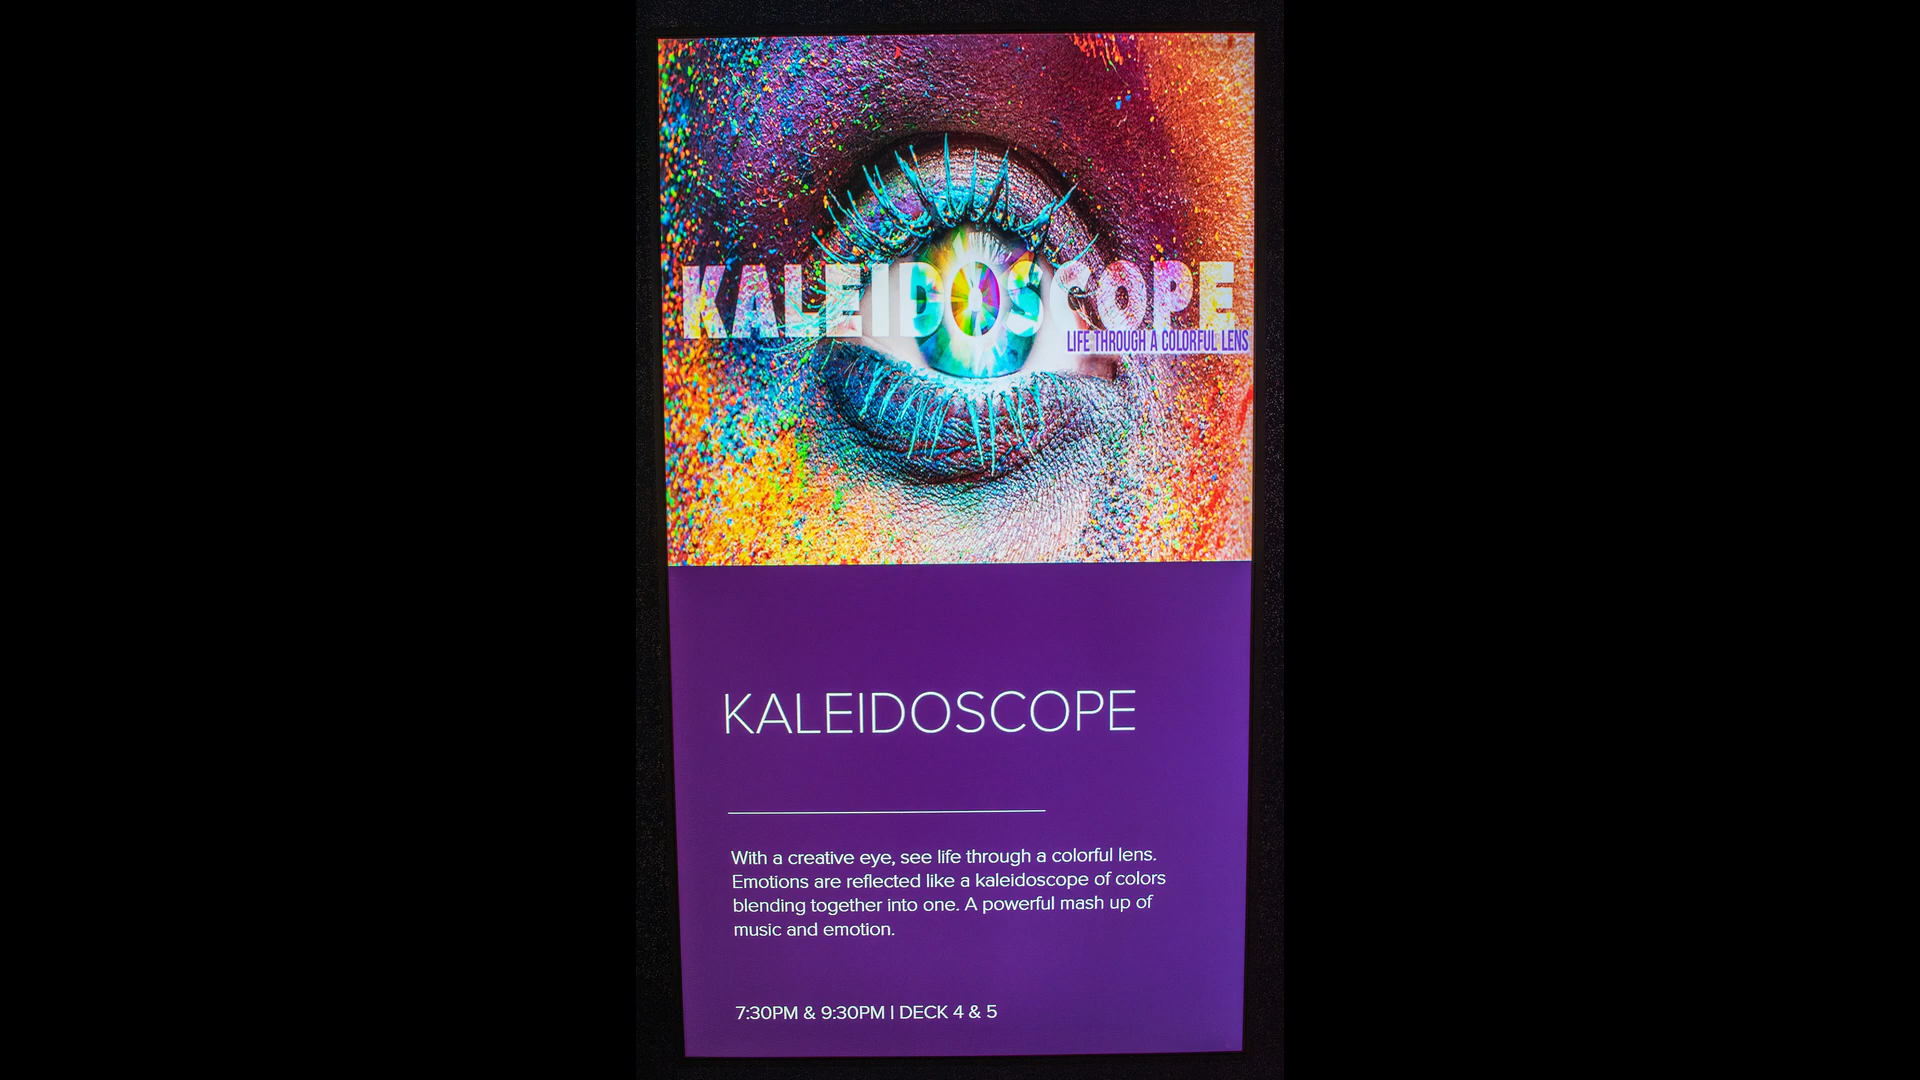 KALEIDOSCOPE
LIFE THROUGH A COLORFUL LENS
KALEIDOSCOPE
With a creative eye, see life through a colorful lens.
Emotions are reflected like a kaleidoscope of colors
blending together into one. A powerful mash up of
music and emotion.
7:30PM & 9:30PM | DECK 4 & 5